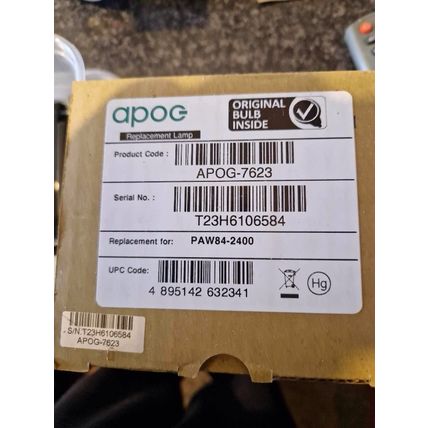 apog
ORIGINAL
BULB
INSIDE
Replacement Lamp
Product Code :
APOG-7623
Serial No. :
T23H6106584
Replacement for: PAW84-2400
UPC Code:
4 895142 632341
Hg
S/N.T23H6106584
APOG-7623